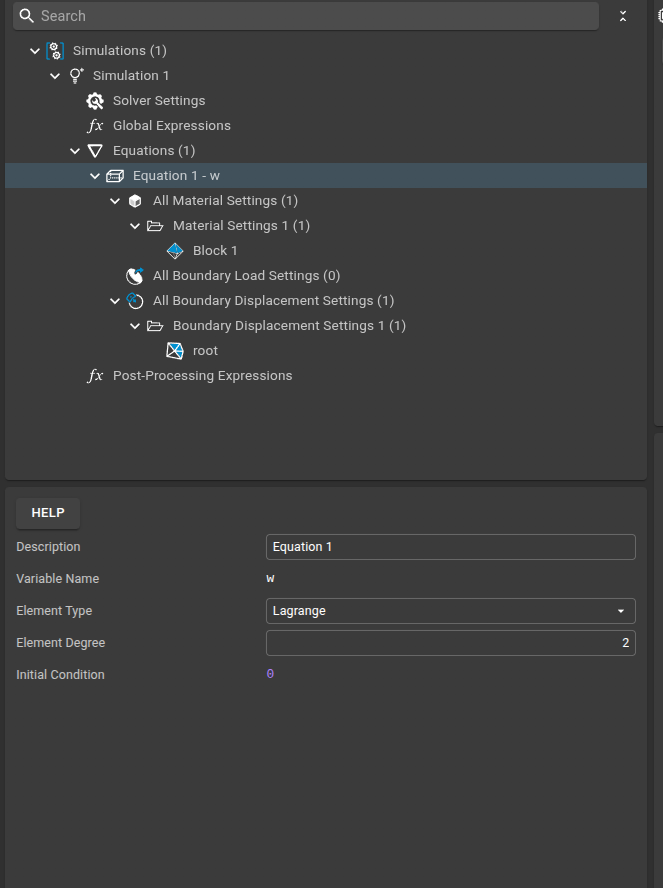 Search
Simulations (1)
Simulation 1
Solver Settings
fx Global Expressions
Equations (1)
Equation 1 - w
All Material Settings (1)
Material Settings 1 (1)
Block 1
All Boundary Load Settings (0)
All Boundary Displacement Settings (1)
Boundary Displacement Settings 1 (1)
root
fx Post-Processing Expressions
HELP
Description Equation 1
Variable Name w
Element Type Lagrange
Element Degree 2
Initial Condition 0